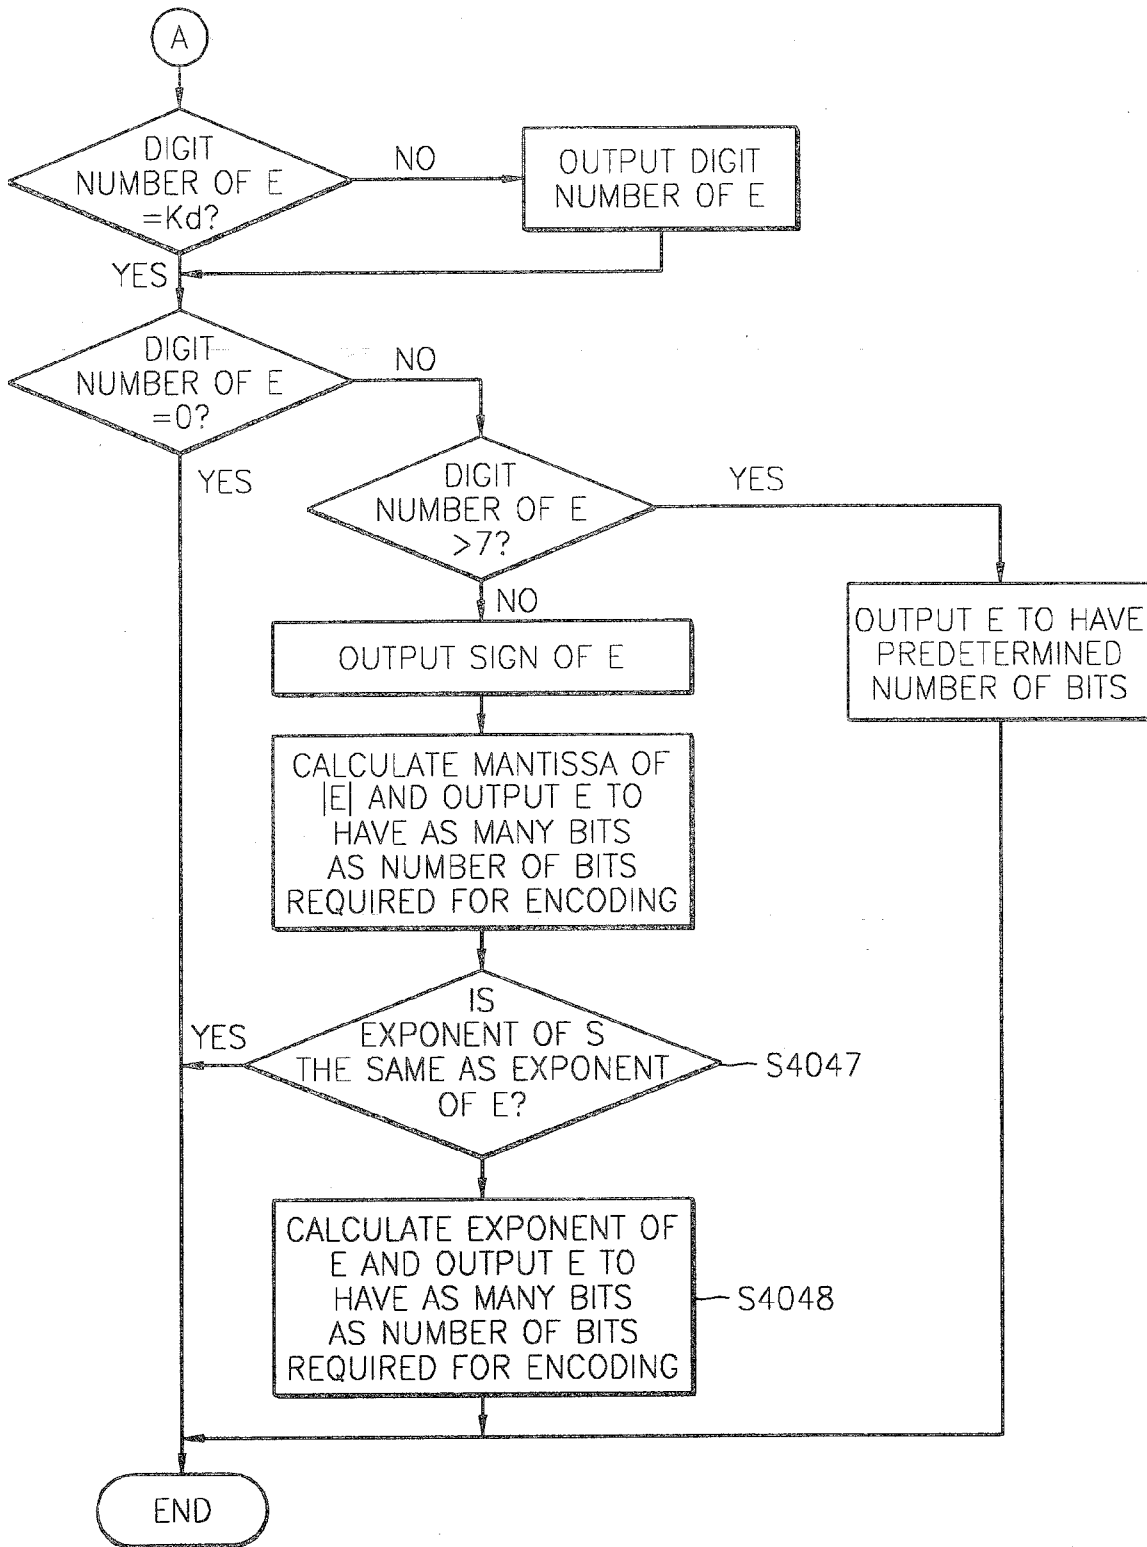 A
DIGIT
NUMBER OF E
=Kd?
NO
OUTPUT DIGIT
NUMBER OF E
YES
DIGIT
NUMBER OF E
=0?
NO
YES
DIGIT
NUMBER OF E
>7?
YES
NO
OUTPUT E TO HAVE
PREDETERMINED
NUMBER OF BITS
OUTPUT SIGN OF E
CALCULATE MANTISSA OF
|E| AND OUTPUT E TO
HAVE AS MANY BITS
AS NUMBER OF BITS
REQUIRED FOR ENCODING
IS
EXPONENT OF S
THE SAME AS EXPONENT
OF E?
YES
S4047
CALCULATE EXPONENT OF
E AND OUTPUT E TO
HAVE AS MANY BITS
AS NUMBER OF BITS
REQUIRED FOR ENCODING
S4048
END